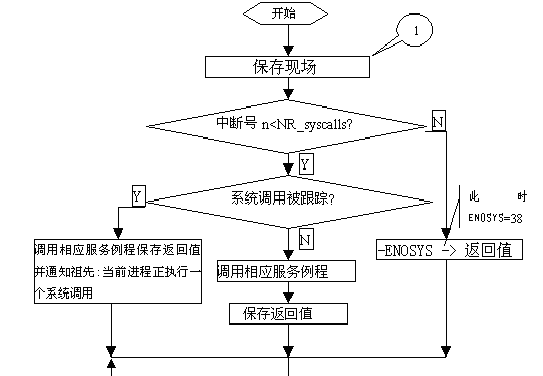 开始
1
保存现场
中断号 n<NR_syscalls?
N
Y
系统调用被跟踪?
Y
此 时
ENOSYS=38
N
调用相应服务例程保存返回值
并通知祖先:当前进程正执行一
个系统调用
调用相应服务例程
-ENOSYS -> 返回值
保存返回值